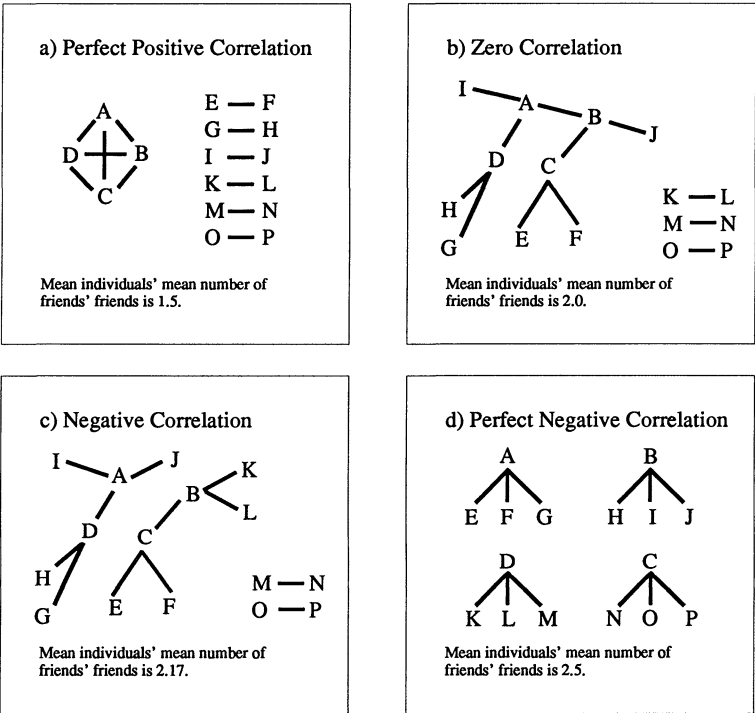 a) Perfect Positive Correlation
A
D B
C
E F
G H
I J
K L
M N
O P
Mean individuals' mean number of
friends' friends is 1.5.
b) Zero Correlation
I
A
B
J
D
C
H
G
E F
K L
M N
O P
Mean individuals' mean number of
friends' friends is 2.0.
c) Negative Correlation
I J
A
K
B
L
D
C
H
G
E F
M N
O P
Mean individuals' mean number of
friends' friends is 2.17.
d) Perfect Negative Correlation
A B
E F G H I J
D C
K L M N O P
Mean individuals' mean number of
friends' friends is 2.5.